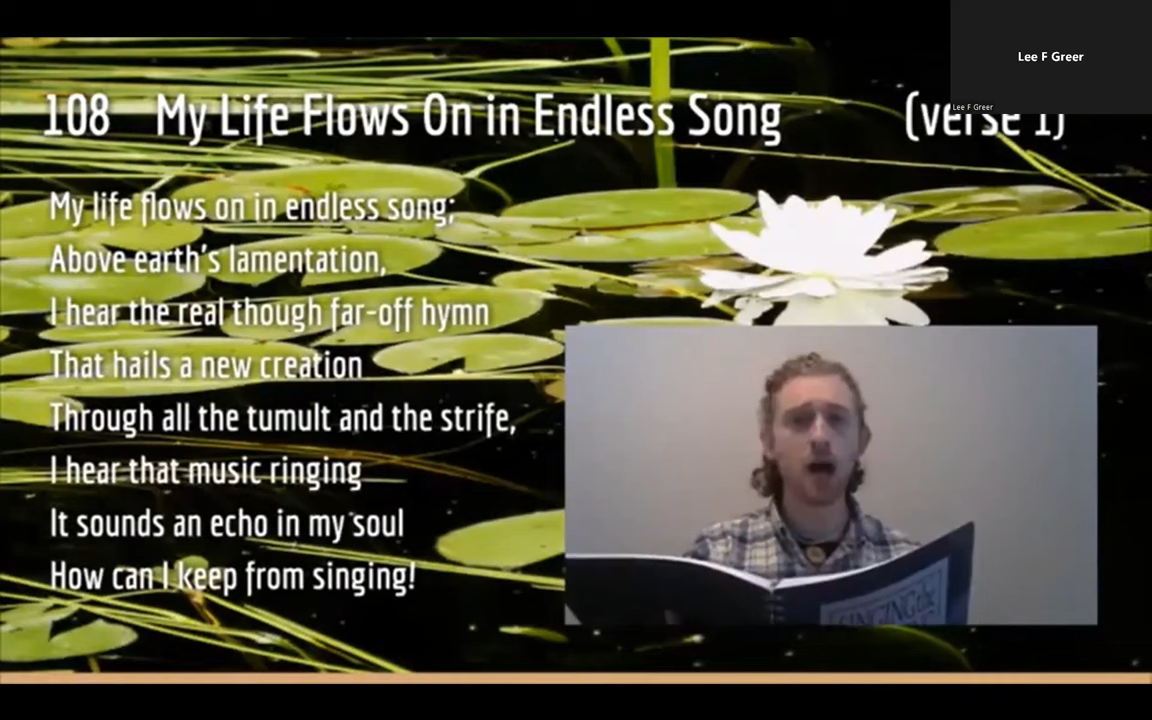 Lee F Greer
Lee F Greer
108 My Life Flows On in Endless Song (verse 1)
My life flows on in endless song;
Above earth's lamentation,
I hear the real though far-off hymn
That hails a new creation
Through all the tumult and the strife,
I hear that music ringing
It sounds an echo in my soul
How can I keep from singing!
SINGING the